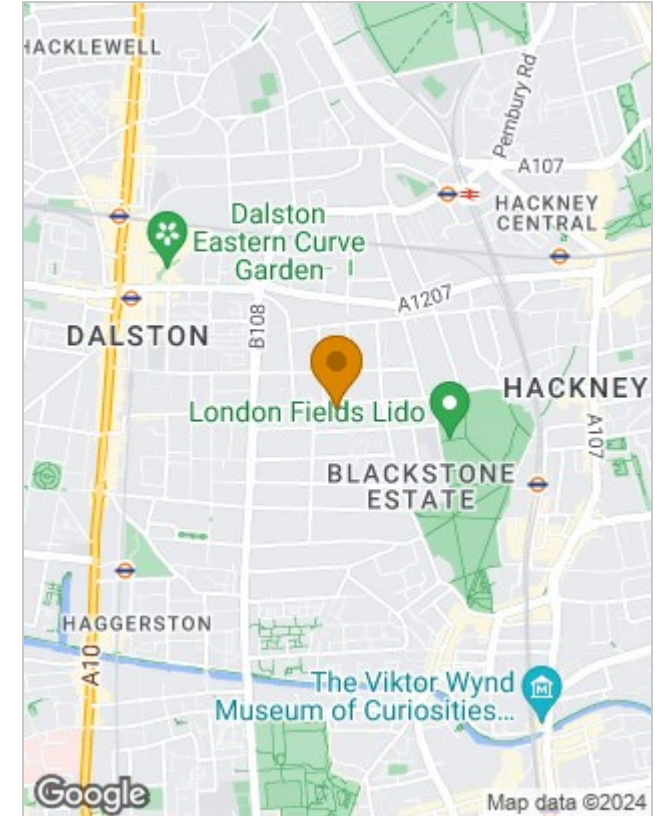 HACKLEWELL
Pembury Rd
A107
HACKNEY
CENTRAL
Dalston
Eastern Curve
Garden
A1207
B108
DALSTON
HACKNEY
London Fields Lido
A107
BLACKSTONE
ESTATE
HAGGERSTON
A10
The Viktor Wynd
Museum of Curiosities...
Google
Map data ©2024